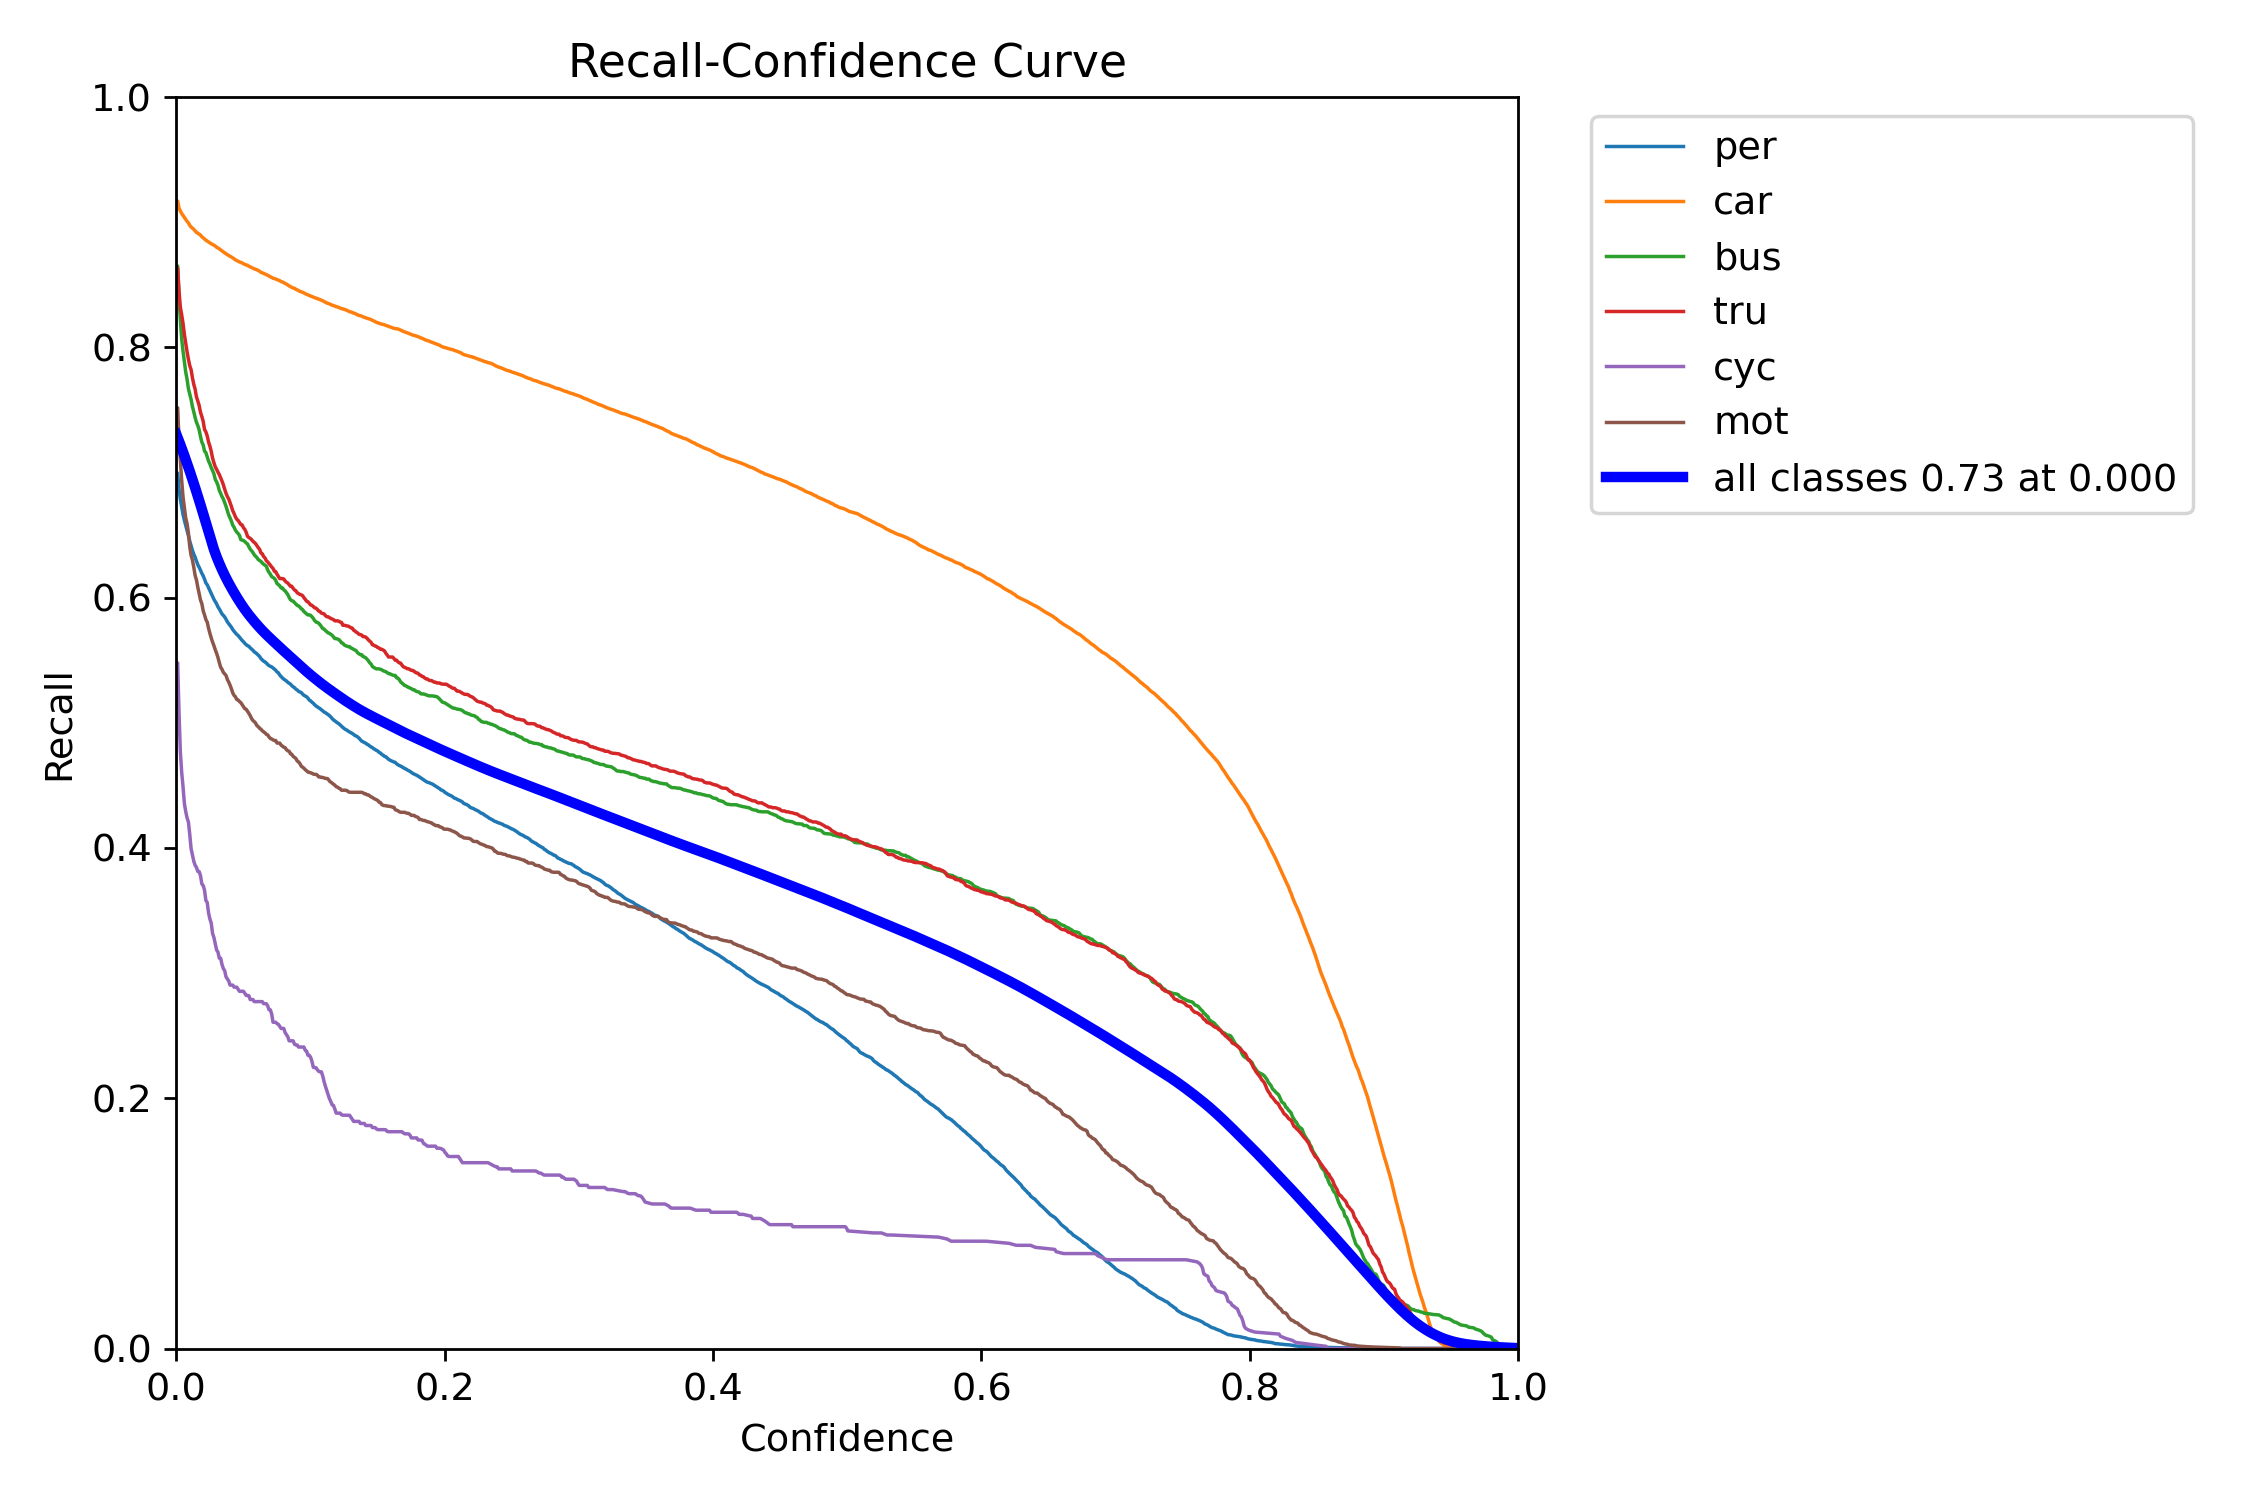 Recall-Confidence Curve
1.0
0.8
0.6
0.4
0.2
0.0
Recall
0.0 0.2 0.4 0.6 0.8 1.0
Confidence
per
car
bus
tru
cyc
mot
all classes 0.73 at 0.000